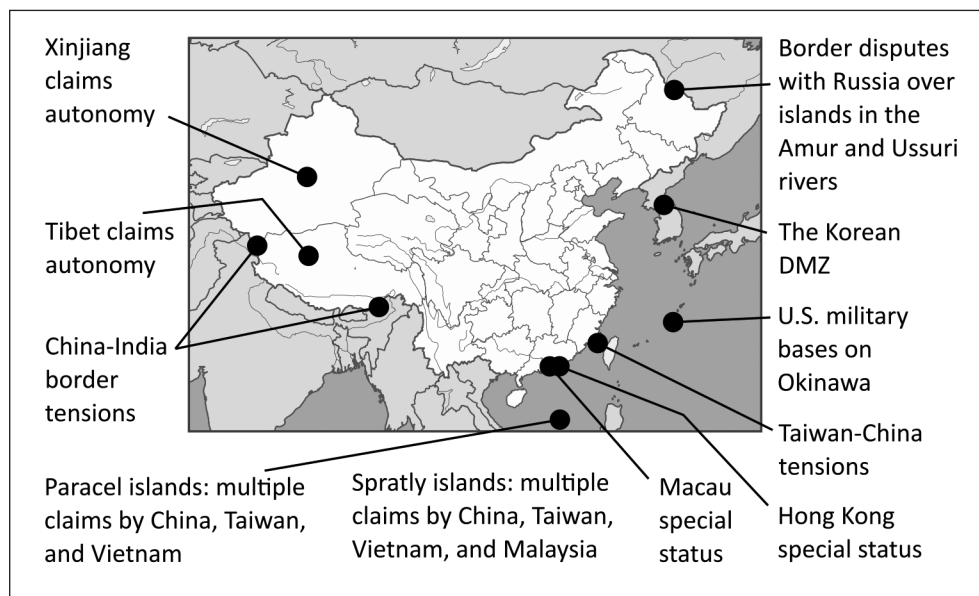 Xinjiang
claims
autonomy
Tibet claims
autonomy
China-India
border
tensions
Border disputes
with Russia over
islands in the
Amur and Ussuri
rivers
The Korean
DMZ
U.S. military
bases on
Okinawa
Taiwan-China
tensions
Hong Kong
special status
Macau
special
status
Spratly islands: multiple
claims by China, Taiwan,
Vietnam, and Malaysia
Paracel islands: multiple
claims by China, Taiwan,
and Vietnam